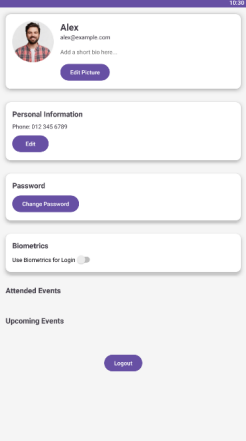 10:30
Alex
alex@example.com
Add a short bio here...
Edit Picture
Personal Information
Phone: 012 345 6789
Edit
Password
Change Password
Biometrics
Use Biometrics for Login
Attended Events
Upcoming Events
Logout